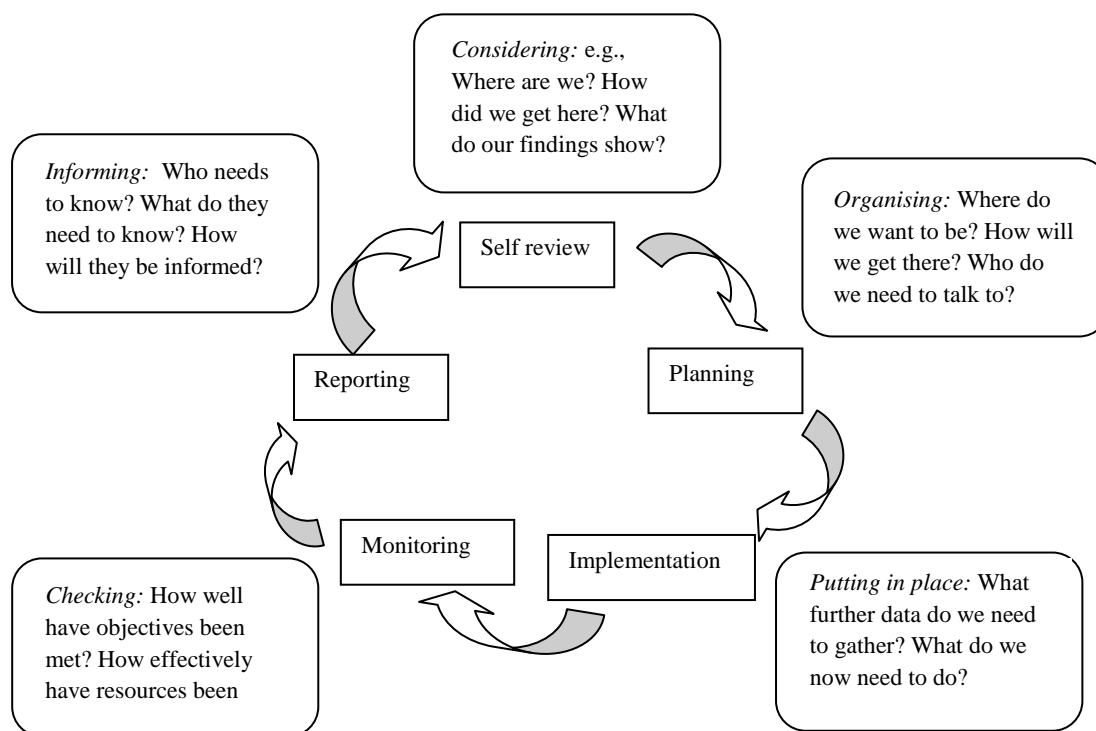 Considering: e.g.,
Where are we? How
did we get here? What
do our findings show?
Informing: Who needs
to know? What do they
need to know? How
will they be informed?
Organising: Where do
we want to be? How will
we get there? Who do
we need to talk to?
Self review
Reporting
Planning
Monitoring
Implementation
Checking: How well
have objectives been
met? How effectively
have resources been
Putting in place: What
further data do we need
to gather? What do we
now need to do?